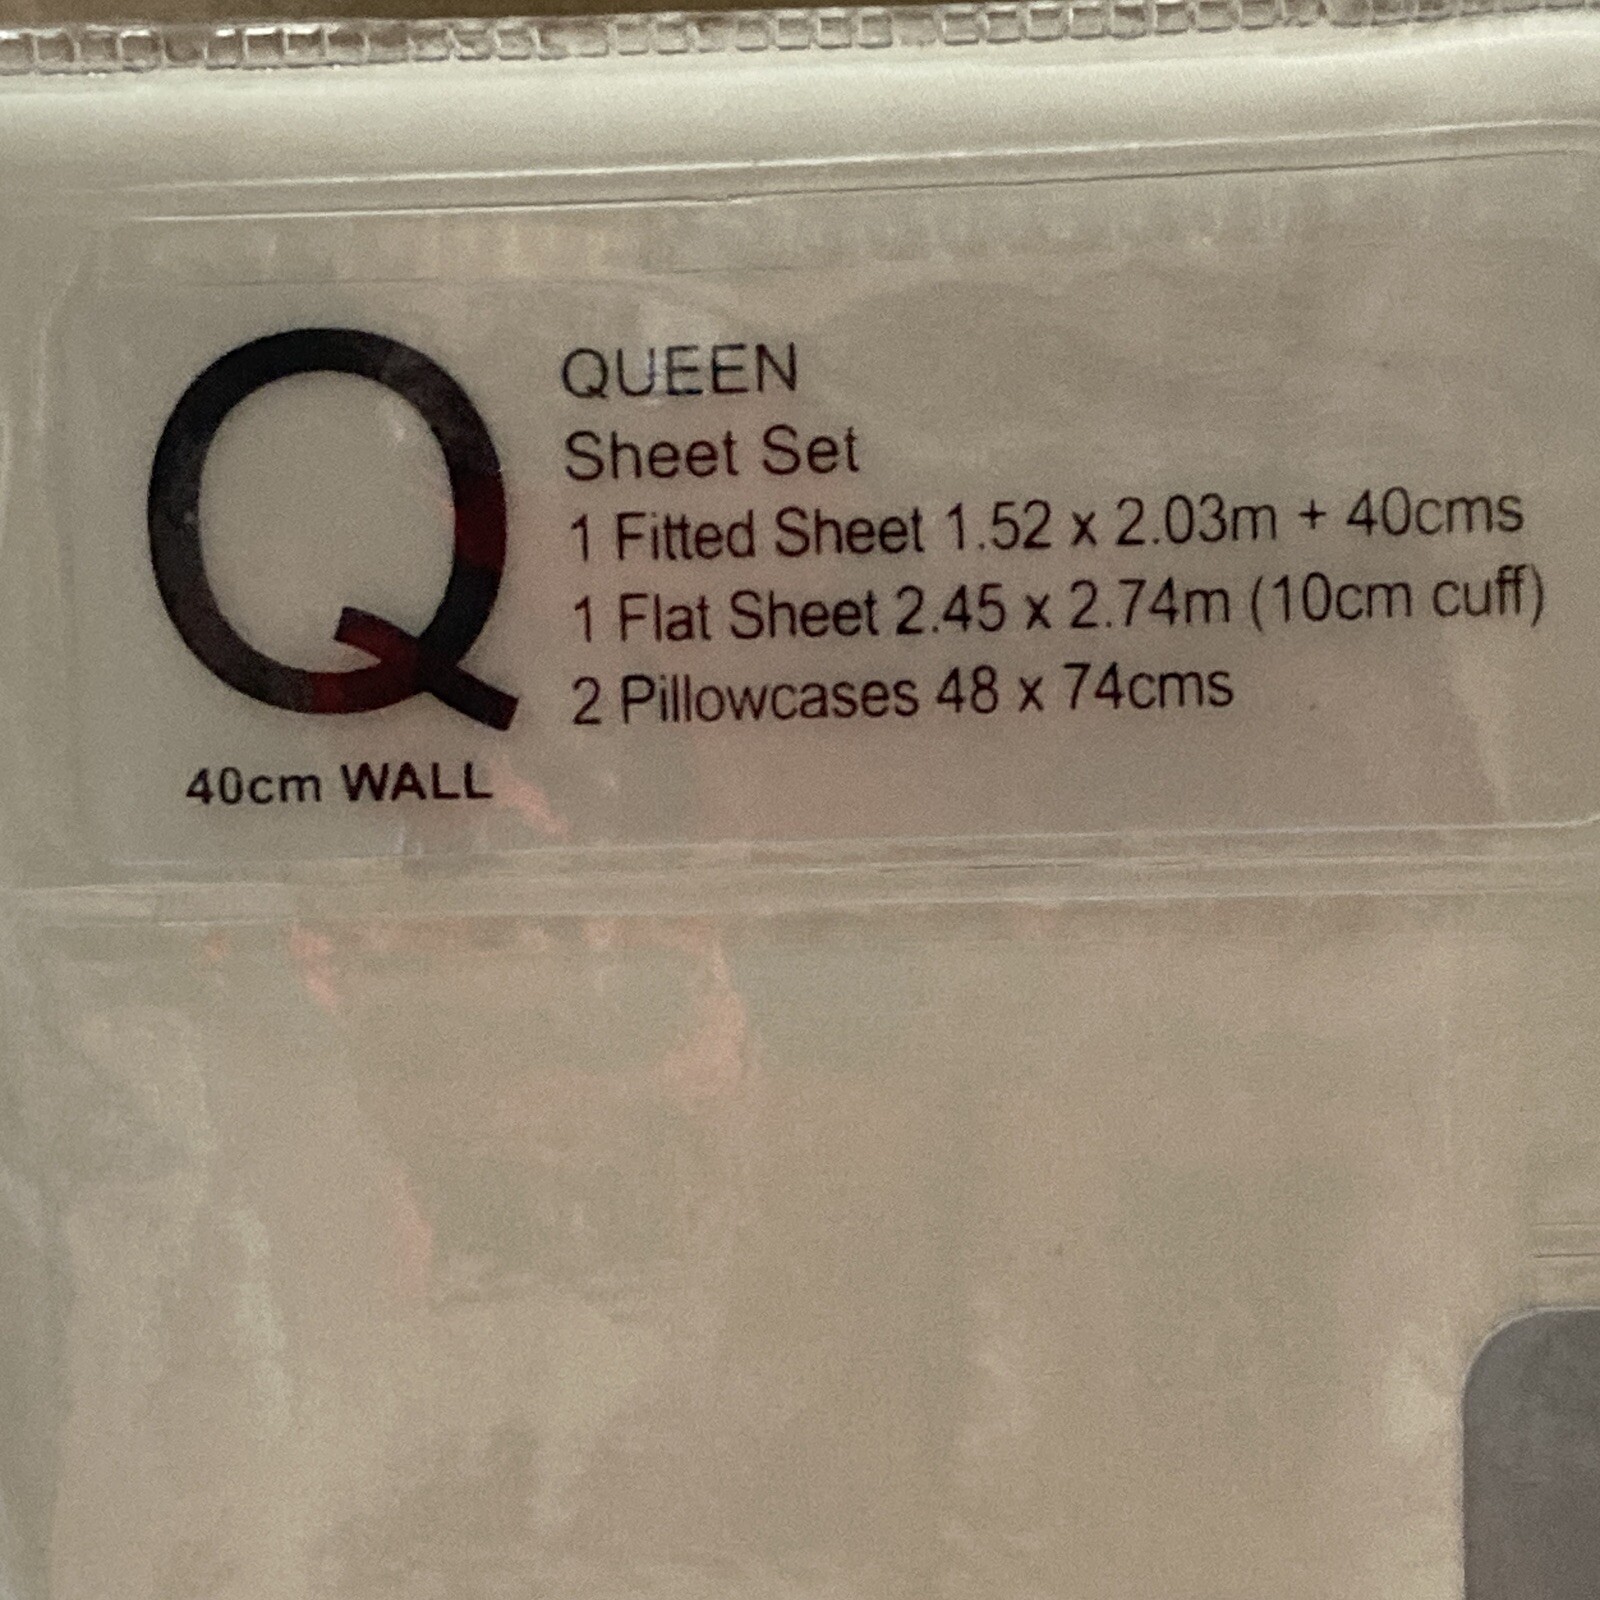 Q
QUEEN
Sheet Set
1 Fitted Sheet 1.52 x 2.03m + 40cms
1 Flat Sheet 2.45 x 2.74m (10cm cuff)
2 Pillowcases 48 x 74cms
40cm WALL